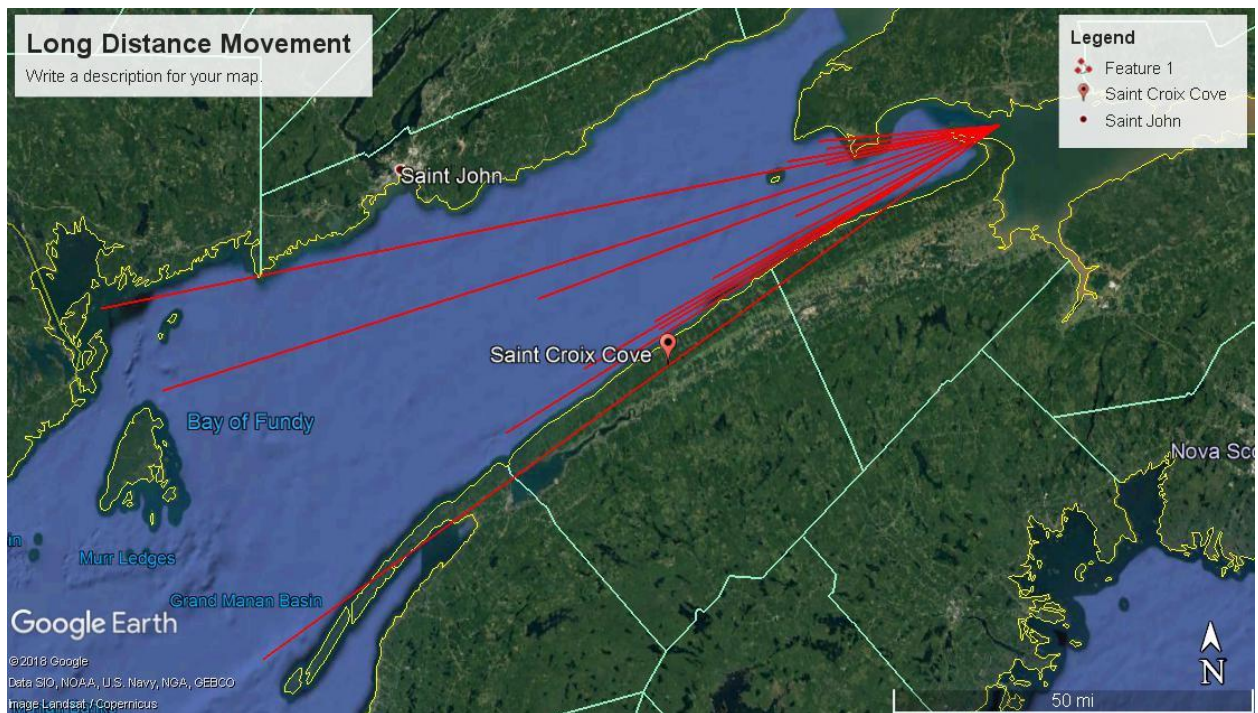 Long Distance Movement
Write a description for your map.
Legend
Feature 1
Saint Croix Cove
Saint John
Saint John
Saint Croix Cove
Bay of Fundy
Nova Sco
in
Murr Ledges
Grand Manan Basin
Google Earth
©2018 Google
Data SIO, NOAA, U.S. Navy, NGA, GEBCO
Image Landsat / Copernicus
N
50 mi